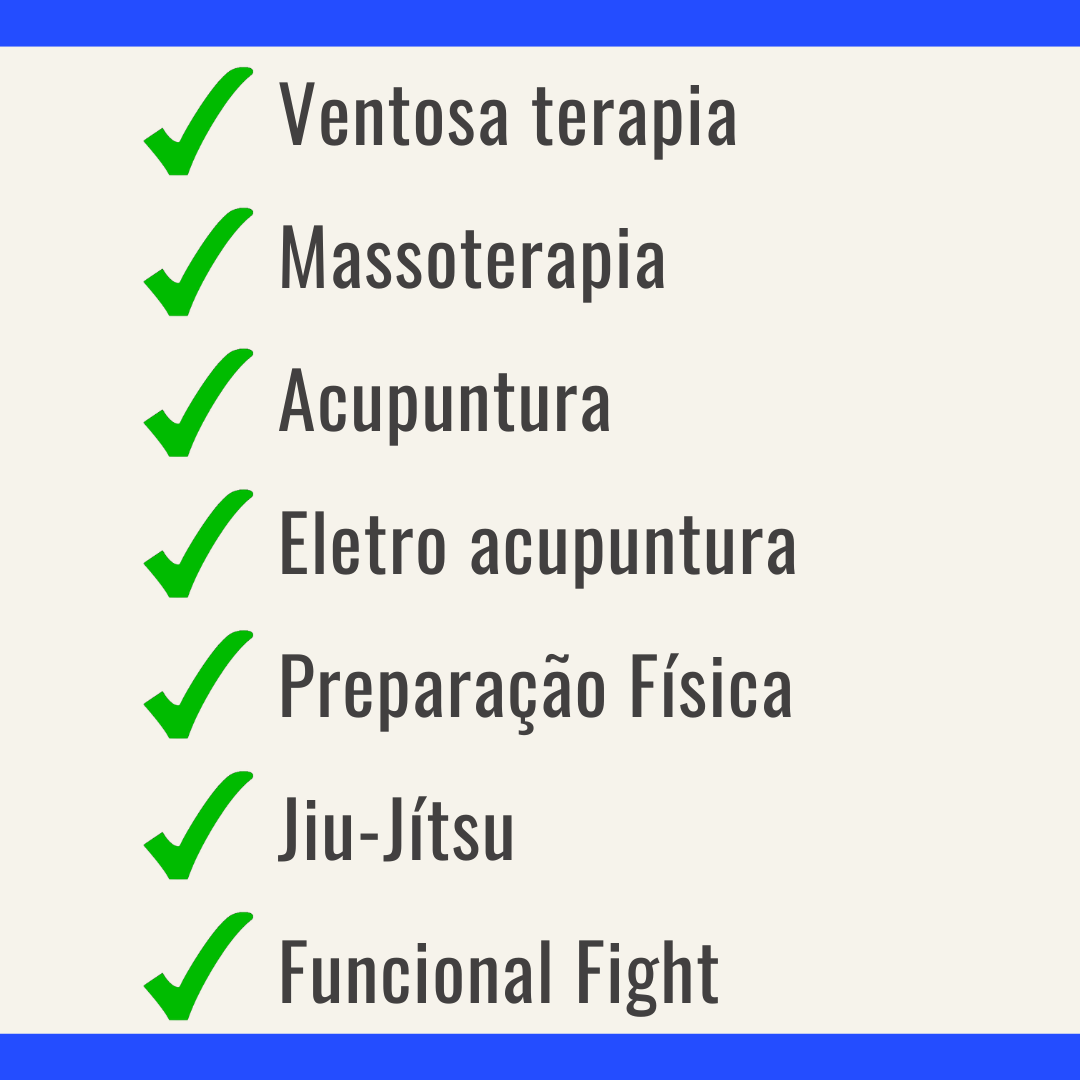 Ventosa terapia
Massoterapia
Acupuntura
Eletro acupuntura
Preparação Física
Jiu-Jítsu
Funcional Fight